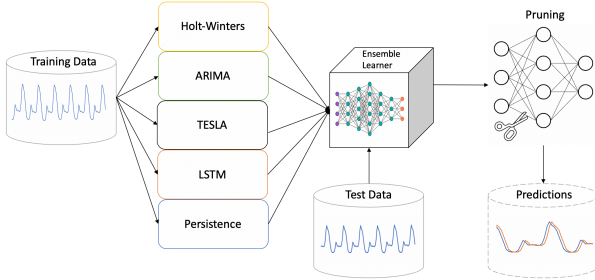 Training Data
Holt-Winters
ARIMA
TESLA
LSTM
Persistence
Ensemble
Learner
Test Data
Pruning
Predictions